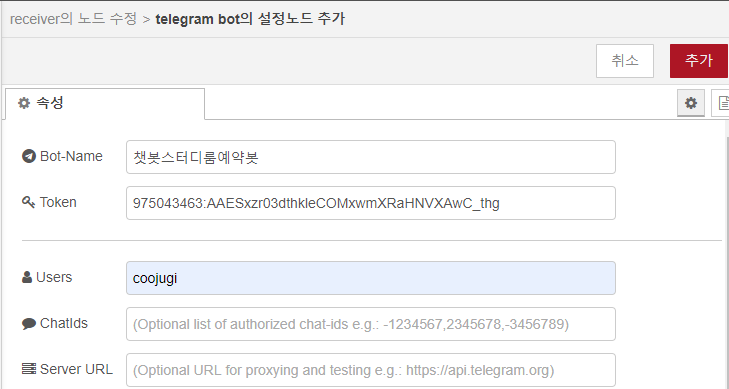 receiver의 노드 수정 > telegram bot의 설정노드 추가
취소 추가
속성
Bot-Name 챗봇스터디룸예약봇
Token 975043463:AAESxzr03dthkleCOMxwmXRaHNVXAwC_thg
Users coojugi
ChatIds (Optional list of authorized chat-ids e.g.: -1234567,2345678,-3456789)
Server URL (Optional URL for proxying and testing e.g.: https://api.telegram.org)